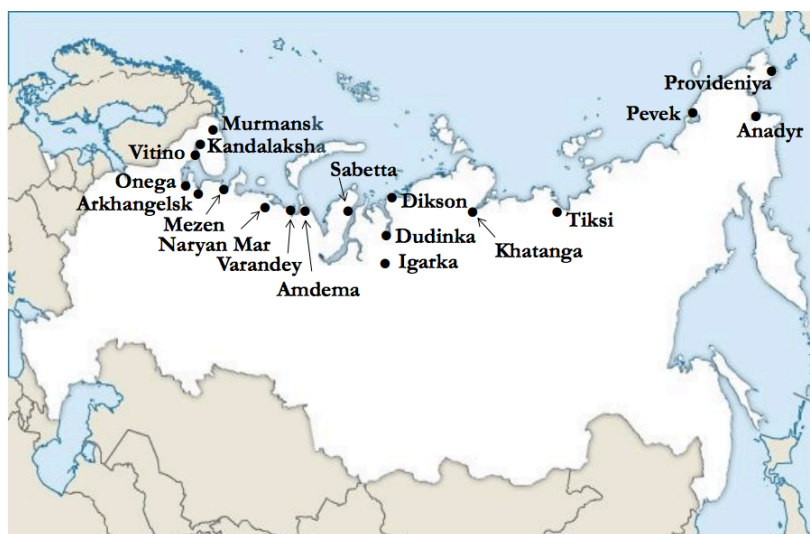 Provideniya
Pevek
Anadyr
Murmansk
Kandalaksha
Vitino
Sabetta
Onega
Arkhangelsk
Dikson
Mezen
Tiksi
Naryan Mar
Dudinka
Khatanga
Varandey
Igarka
Amdema